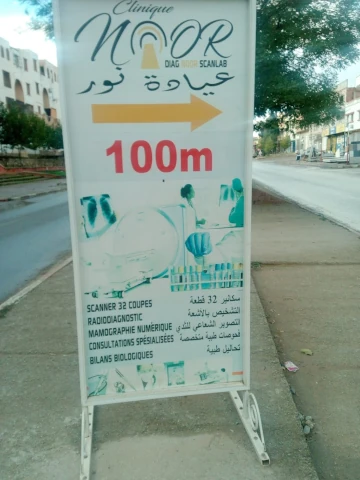 Clinique
NOOR
DIAG NOOR SCANLAB
عيادة نور
100m
SCANNER 32 COUPES
RADIODIAGNOSTIC
MAMOGRAPHIE NUMÉRIQUE
CONSULTATIONS SPÉSIALISÉES
BILANS BIOLOGIQUES
سكانير 32 قطعة
التشخيص بالأشعة
التصوير الشعاعي للثدي
فحوصات طبية متخصصة
تحاليل طبية